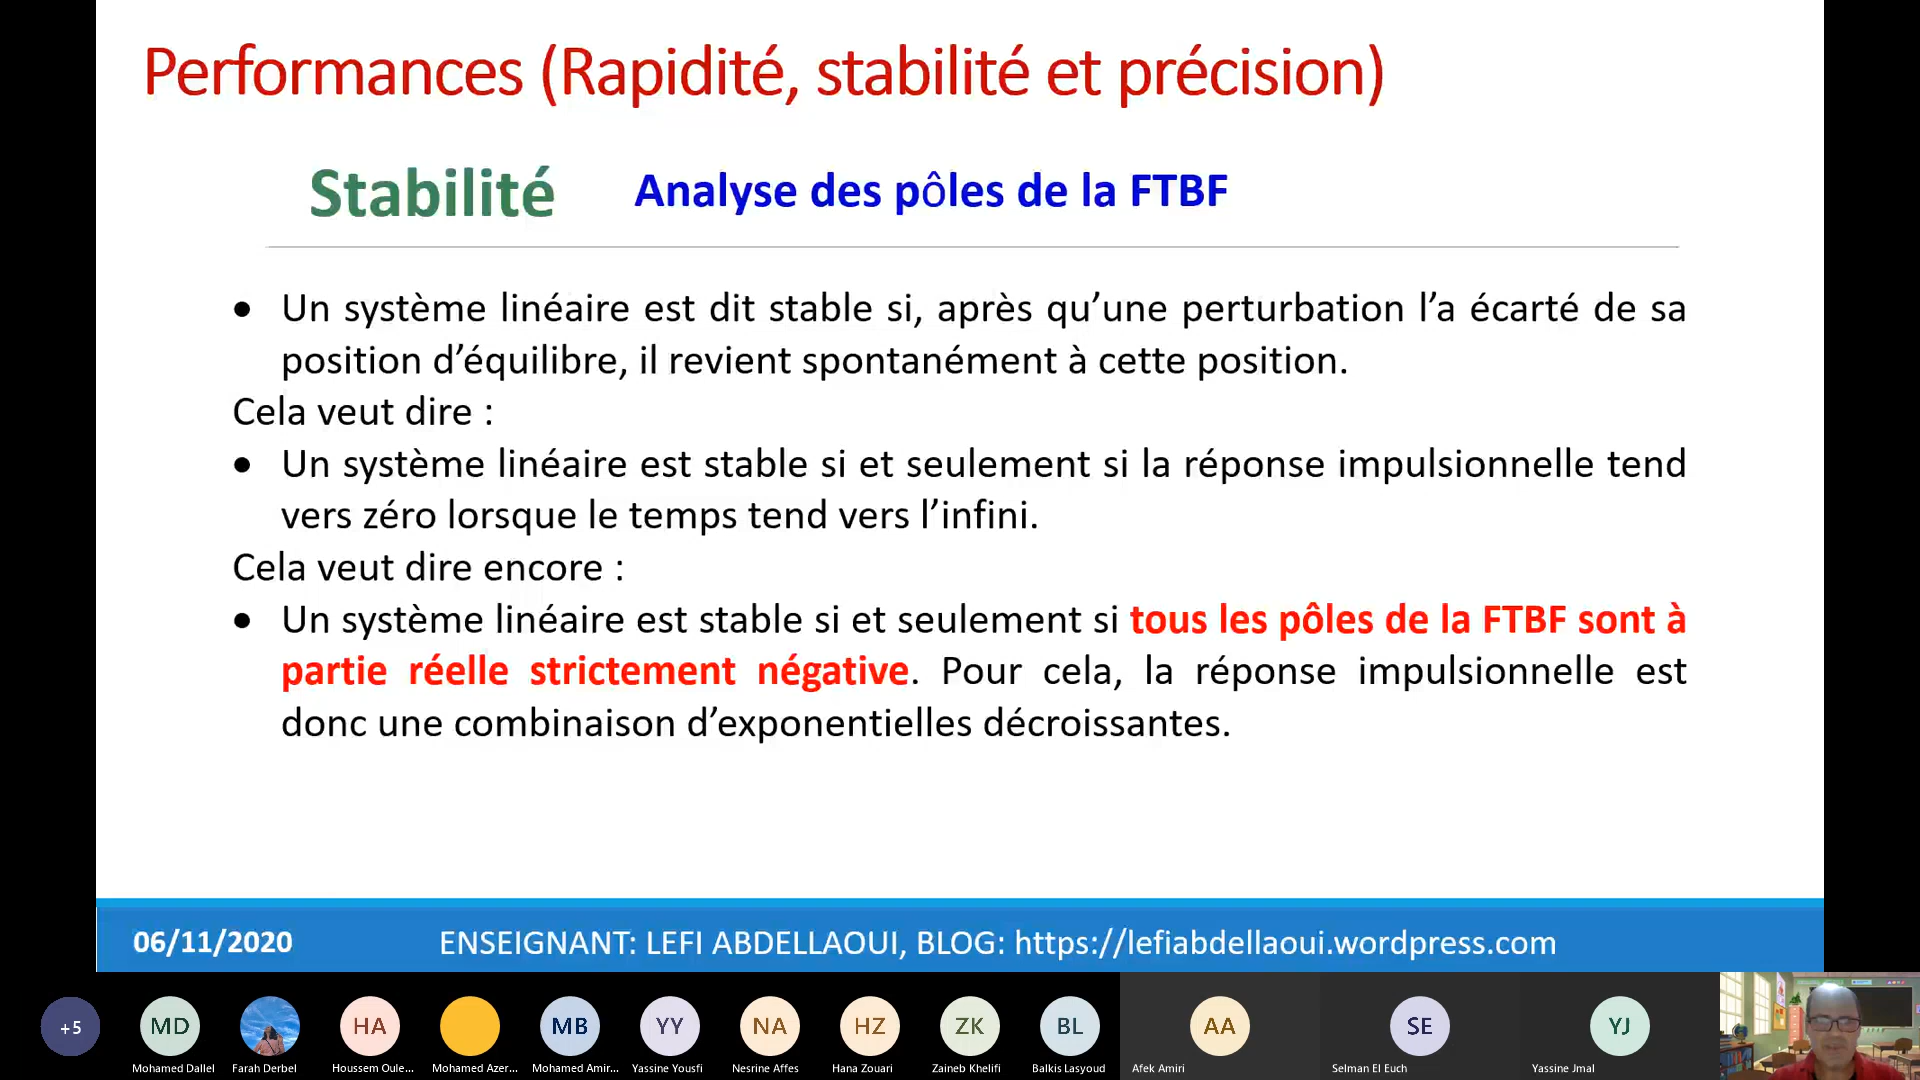 Performances (Rapidité, stabilité et précision)
Stabilité Analyse des pôles de la FTBF
• Un système linéaire est dit stable si, après qu’une perturbation l’a écarté de sa
position d’équilibre, il revient spontanément à cette position.
Cela veut dire :
• Un système linéaire est stable si et seulement si la réponse impulsionnelle tend
vers zéro lorsque le temps tend vers l’infini.
Cela veut dire encore :
• Un système linéaire est stable si et seulement si tous les pôles de la FTBF sont à
partie réelle strictement négative. Pour cela, la réponse impulsionnelle est
donc une combinaison d’exponentielles décroissantes.
06/11/2020 ENSEIGNANT: LEFI ABDELLAOUI, BLOG: https://lefiabdellaoui.wordpress.com
+5 MD HA MB YY NA HZ ZK BL AA SE YJ
Mohamed Dallel Farah Derbel Houssem Oule... Mohamed Azer... Mohamed Amir... Yassine Yousfi Nesrine Affes Hana Zouari Zaineb Khelifi Balkis Lasyoud Afek Amiri Selman El Euch Yassine Jmal